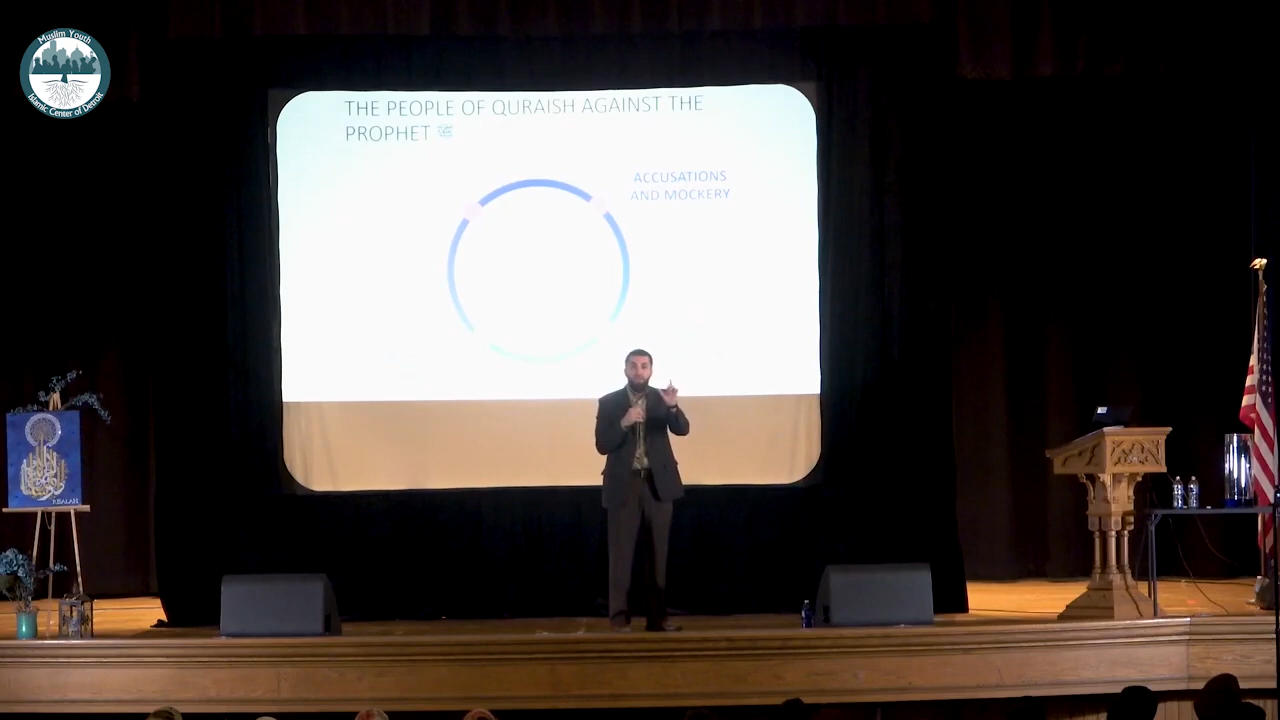 Muslim Youth
Islamic Center of Detroit
THE PEOPLE OF QURAISH AGAINST THE
PROPHET ﷺ
ACCUSATIONS
AND MOCKERY
RISALAH